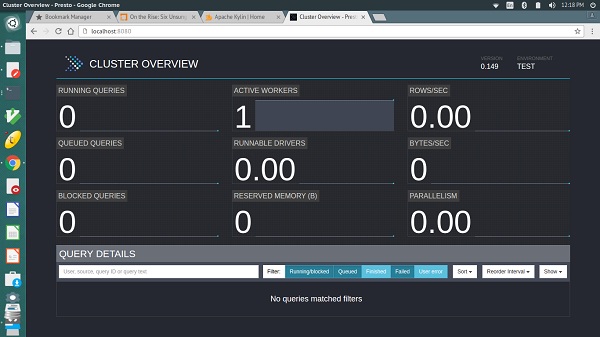 Cluster Overview - Presto - Google Chrome
En
12:18 PM
Bookmark Manager
On the Rise: Six Unsung
Apache Kylin | Home
Cluster Overview - Prest
localhost:8080
CLUSTER OVERVIEW
VERSION
0.149
ENVIRONMENT
TEST
RUNNING QUERIES
0
ACTIVE WORKERS
1
ROWS/SEC
0.00
QUEUED QUERIES
0
RUNNABLE DRIVERS
0.00
BYTES/SEC
0
BLOCKED QUERIES
0
RESERVED MEMORY (B)
0
PARALLELISM
0.00
QUERY DETAILS
User, source, query ID or query text
Filter: Running/blocked Queued Finished Failed User error
Sort
Reorder Interval
Show
No queries matched filters